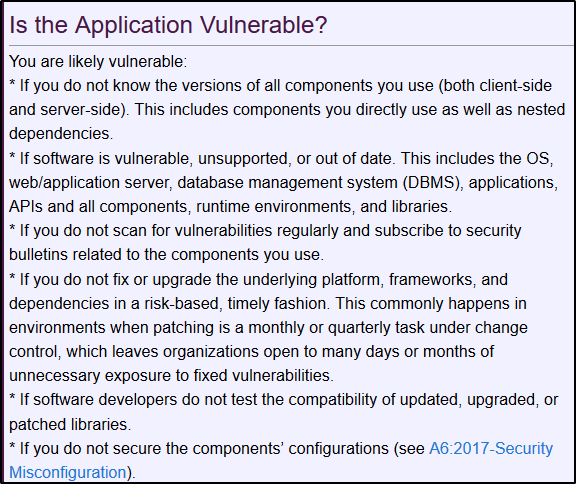 Is the Application Vulnerable?
You are likely vulnerable:
* If you do not know the versions of all components you use (both client-side
and server-side). This includes components you directly use as well as nested
dependencies.
* If software is vulnerable, unsupported, or out of date. This includes the OS,
web/application server, database management system (DBMS), applications,
APIs and all components, runtime environments, and libraries.
* If you do not scan for vulnerabilities regularly and subscribe to security
bulletins related to the components you use.
* If you do not fix or upgrade the underlying platform, frameworks, and
dependencies in a risk-based, timely fashion. This commonly happens in
environments when patching is a monthly or quarterly task under change
control, which leaves organizations open to many days or months of
unnecessary exposure to fixed vulnerabilities.
* If software developers do not test the compatibility of updated, upgraded, or
patched libraries.
* If you do not secure the components’ configurations (see A6:2017-Security
Misconfiguration).